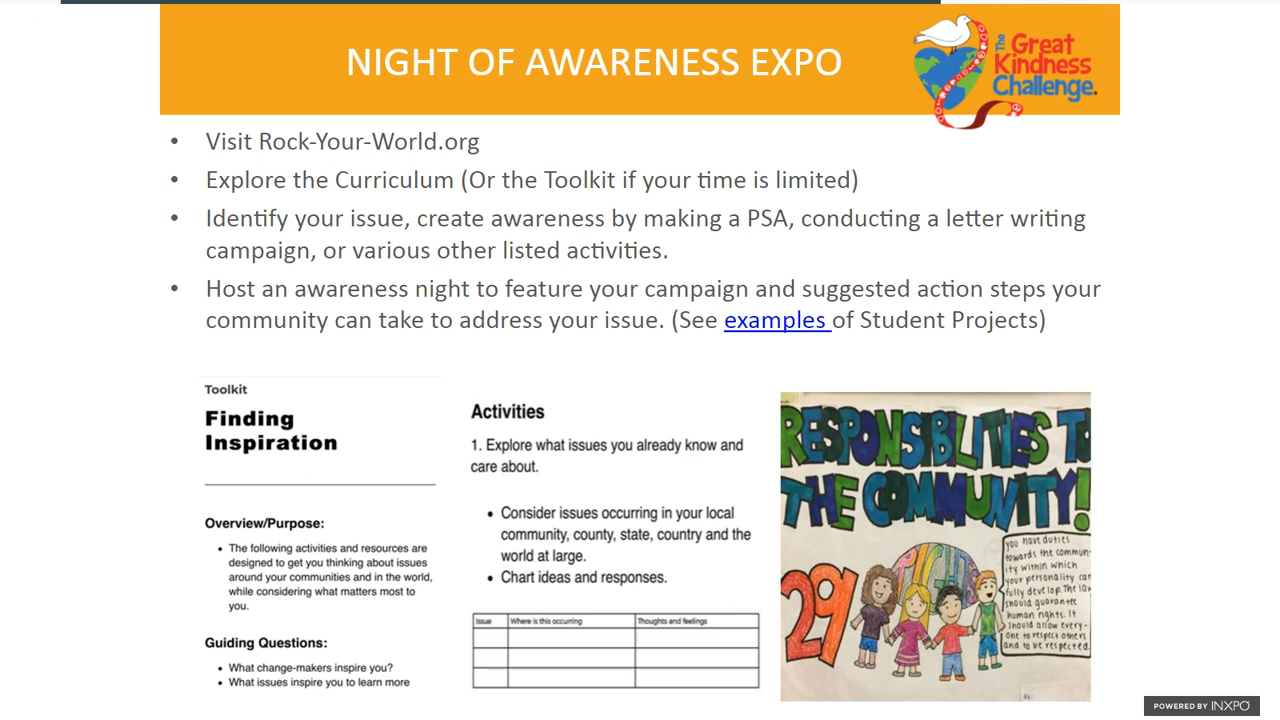 NIGHT OF AWARENESS EXPO
The
Great
Kindness
Challenge.
• Visit Rock-Your-World.org
• Explore the Curriculum (Or the Toolkit if your time is limited)
• Identify your issue, create awareness by making a PSA, conducting a letter writing
campaign, or various other listed activities.
• Host an awareness night to feature your campaign and suggested action steps your
community can take to address your issue. (See examples of Student Projects)
Toolkit
Finding
Inspiration
Overview/Purpose:
• The following activities and resources are
designed to get you thinking about issues
around your communities and in the world,
while considering what matters most to
you.
Guiding Questions:
• What change-makers inspire you?
• What issues inspire you to learn more
Activities
1. Explore what issues you already know and
care about.
• Consider issues occurring in your local
community, county, state, country and the
world at large.
• Chart ideas and responses.
Issue Where is this occurring Thoughts and feelings
RESPONSIBILITIES TO
THE COMMUNITY!
29
you have duties
towards the commun-
ity within which
your personality can
fully develop. The law
should guarantee
human rights. It
should allow every-
one to respect others
and to be respected.
POWERED BY INXPO